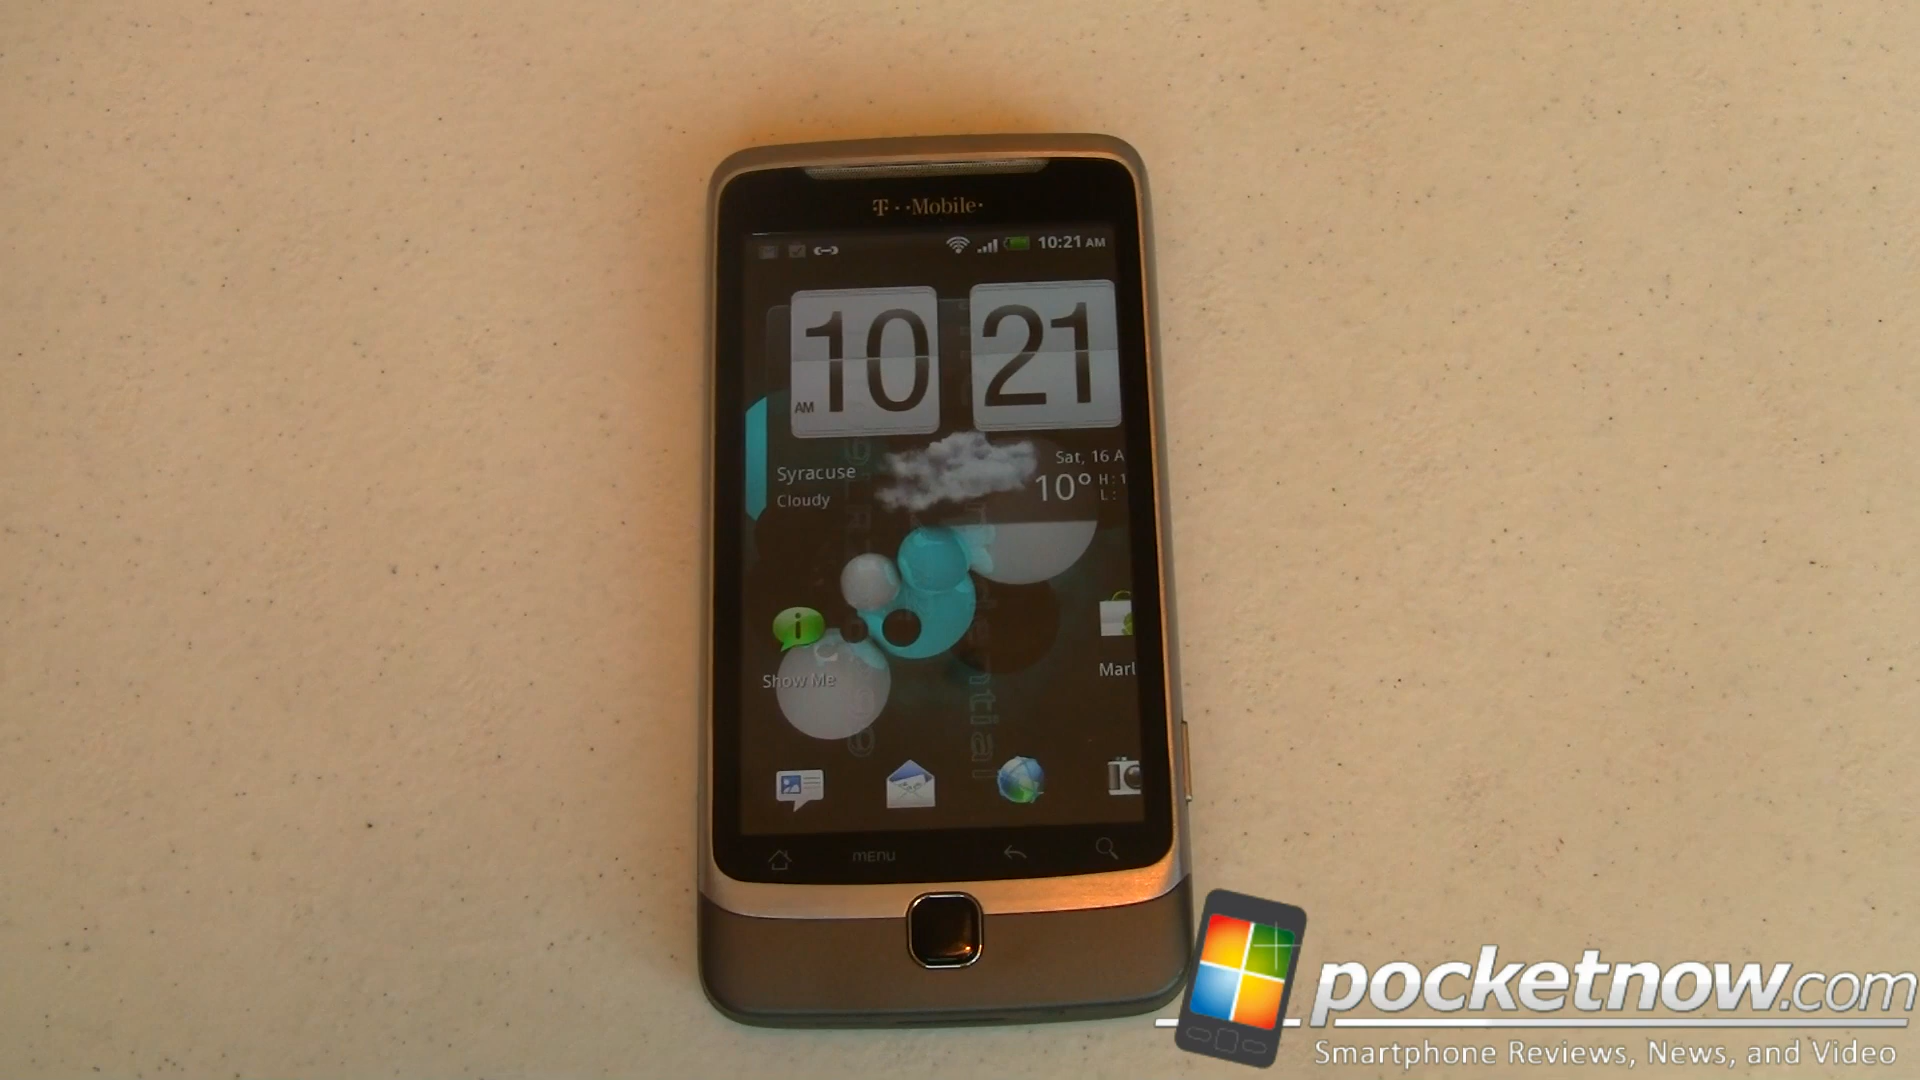 T··Mobile·
10:21 AM
10 21
AM
Sat, 16 A
Syracuse
10° H: 1
Cloudy
L:
Show Me
Marl
MENU
pocketnow.com
Smartphone Reviews, News, and Video